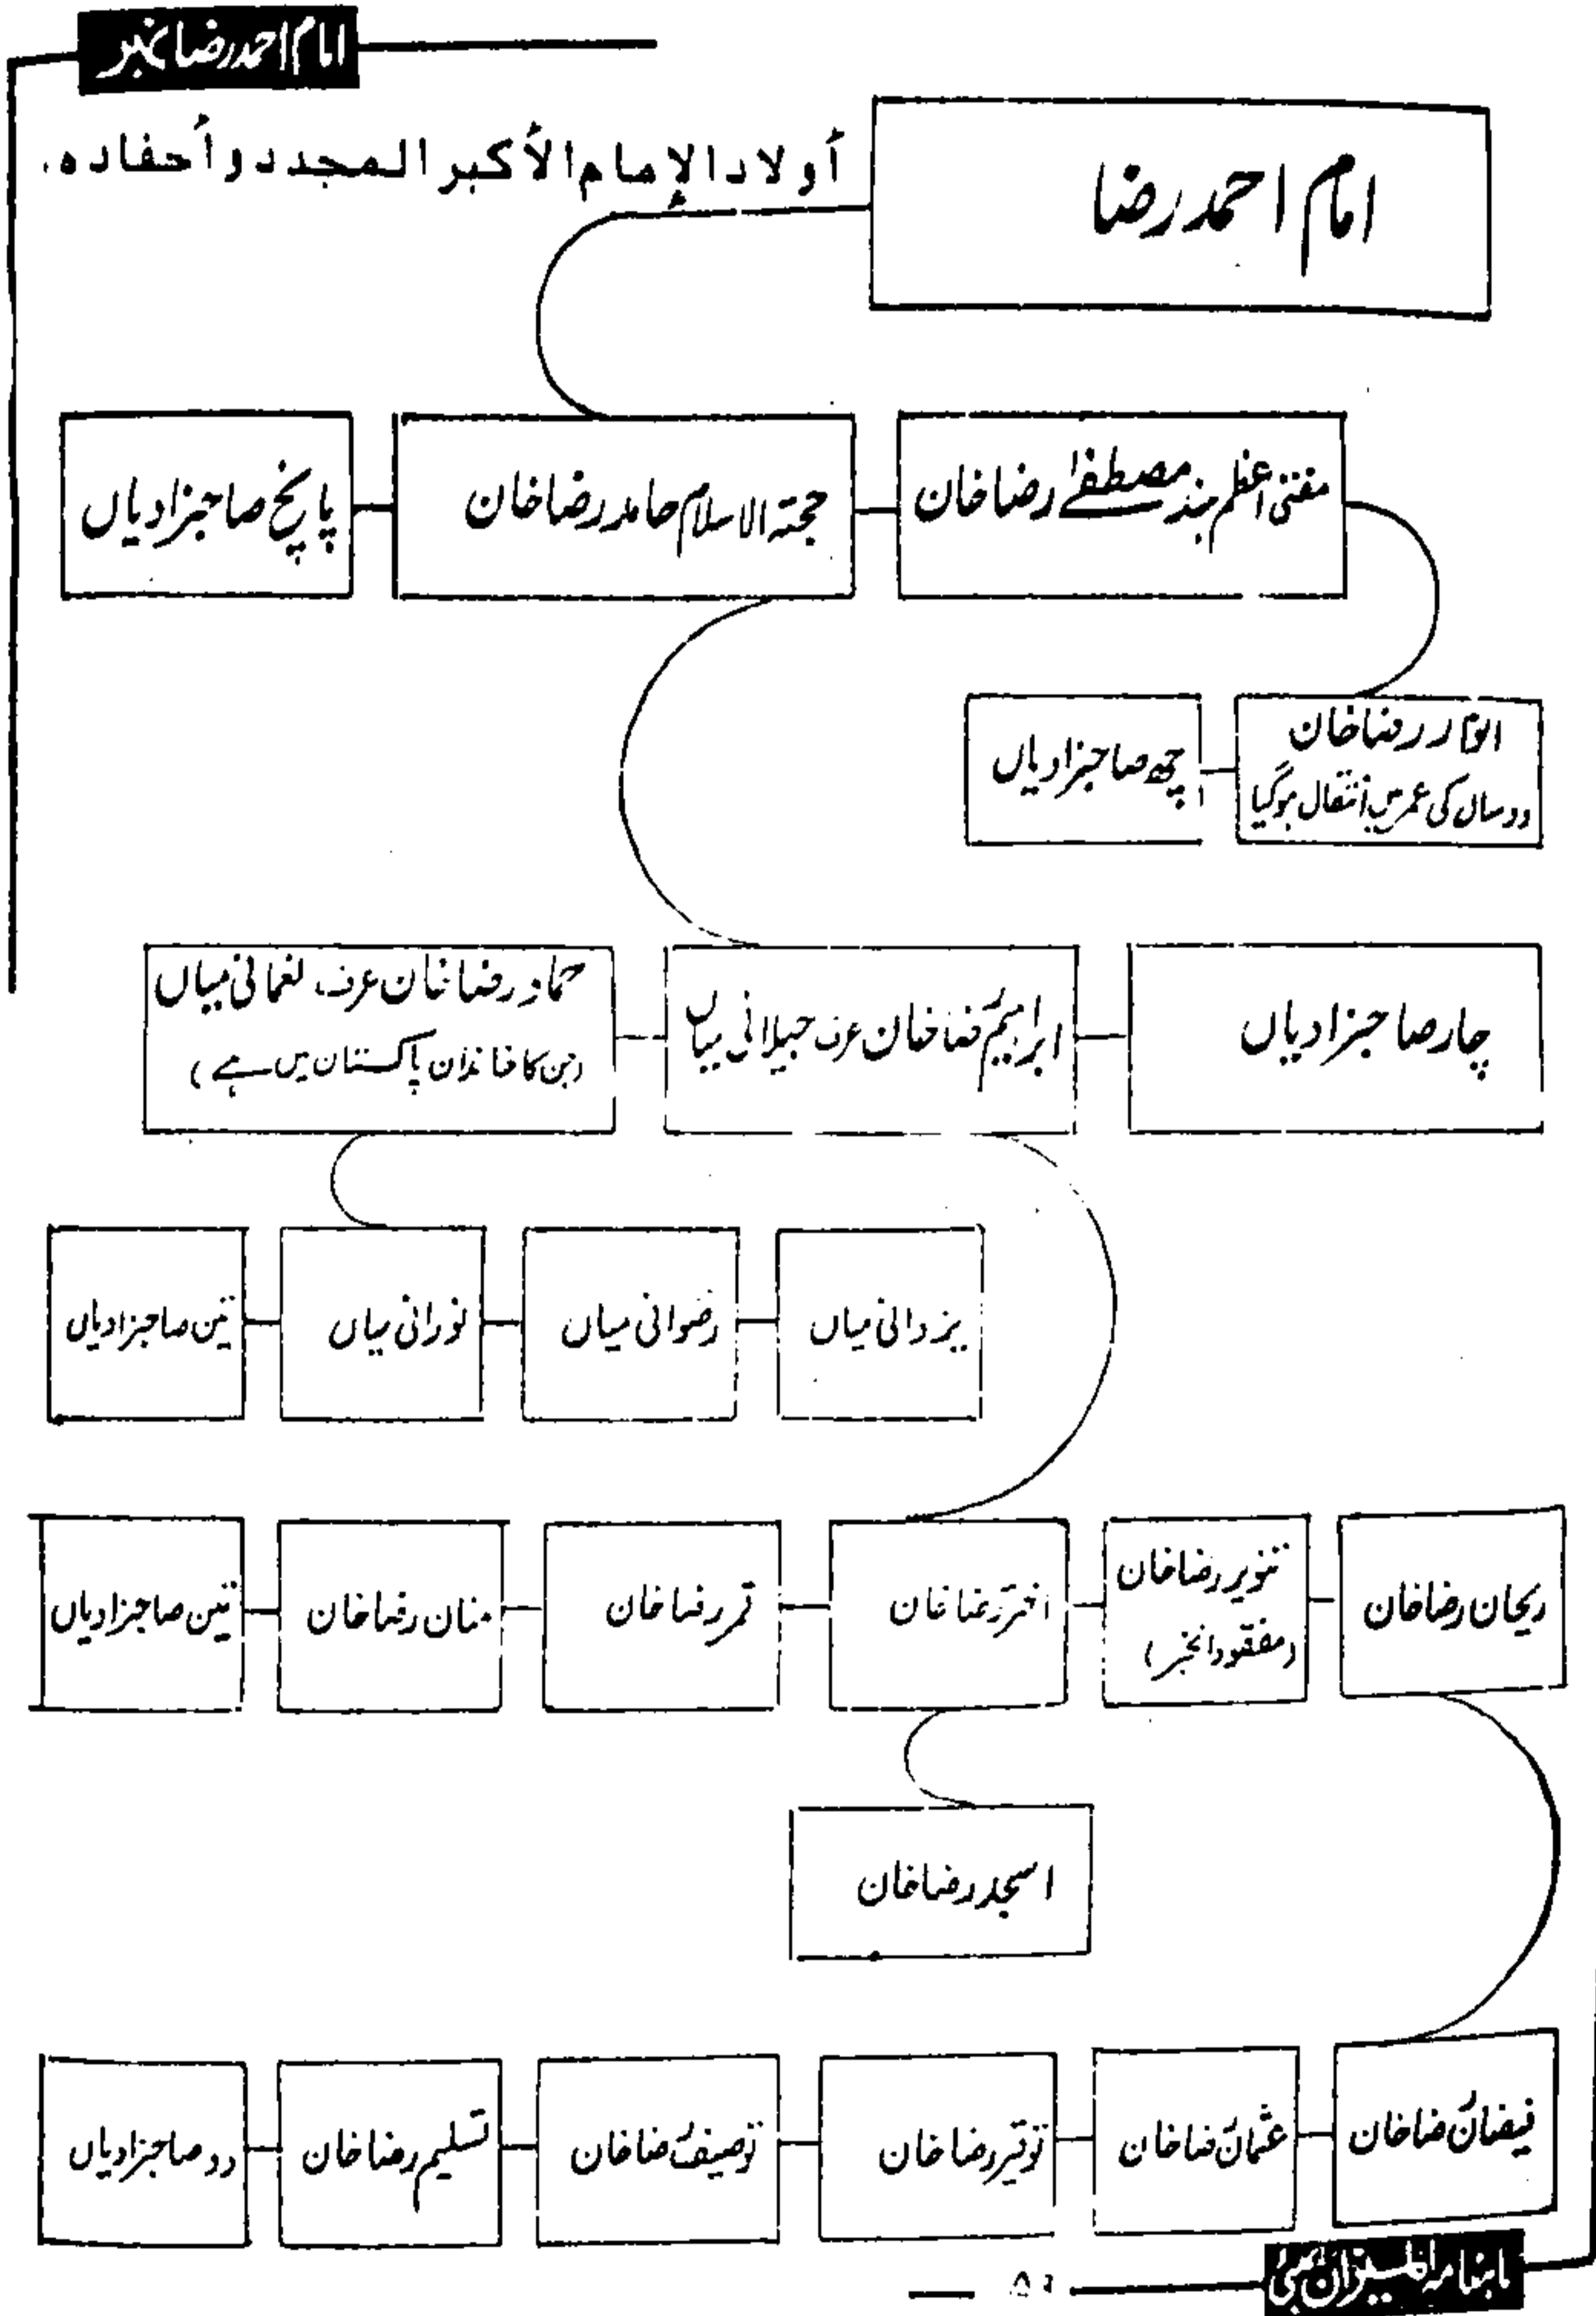 امام احمد رضا نمبر
أولاد الإمام الأكبر المجدد وأحفاده.
امام احمد رضا
مفتی اعظم ہند مصطفےٰ رضا خان
حجتہ الاسلام حامد رضا خان
پانچ صاحبزادیاں
انوار رضا خان
دو سال کی عمر میں انتقال ہوگیا
چھ صاحبزادیاں
چار صاحبزادیاں
ابراہیم رضا خان عرف جیلانی میاں
حماد رضا خان عرف نعمانی میاں
(جن کا خاندان پاکستان میں ہے)
یزدانی میاں
رضوانی میاں
نورانی میاں
تین صاحبزادیاں
ریحان رضا خان
تنویر رضا خان
(مفقود الخبر)
اختر رضا خان
قمر رضا خان
منان رضا خان
تین صاحبزادیاں
اسجد رضا خان
فیضان رضا خان
عثمان رضا خان
توقیر رضا خان
توصیف رضا خان
تسلیم رضا خان
دو صاحبزادیاں
ماہنامہ المیزان بمبئی